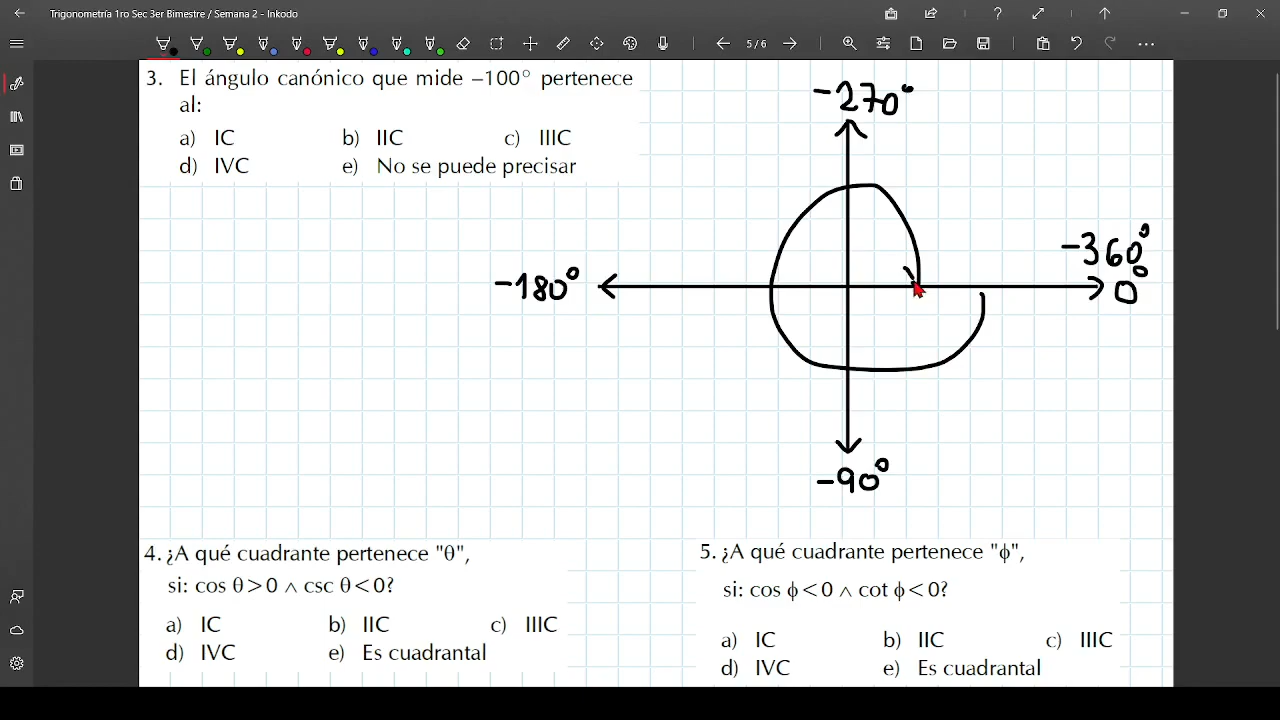 Trigonometría 1ro Sec 3er Bimestre / Semana 2 - Inkodo
5/6
3. El ángulo canónico que mide –100° pertenece
al:
a) IC b) IIC c) IIIC
d) IVC e) No se puede precisar
-270°
-360°
-180° 0°
-90°
4. ¿A qué cuadrante pertenece "θ",
si: cos θ>0 ∧ csc θ<0?
a) IC b) IIC c) IIIC
d) IVC e) Es cuadrantal
5. ¿A qué cuadrante pertenece "ϕ",
si: cos ϕ<0 ∧ cot ϕ<0?
a) IC b) IIC c) IIIC
d) IVC e) Es cuadrantal